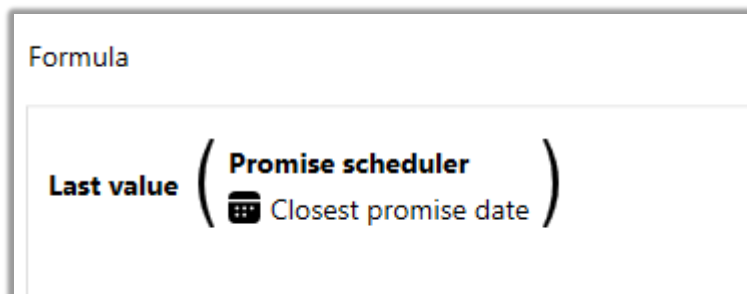 Formula
Last value ( Promise scheduler
Closest promise date )